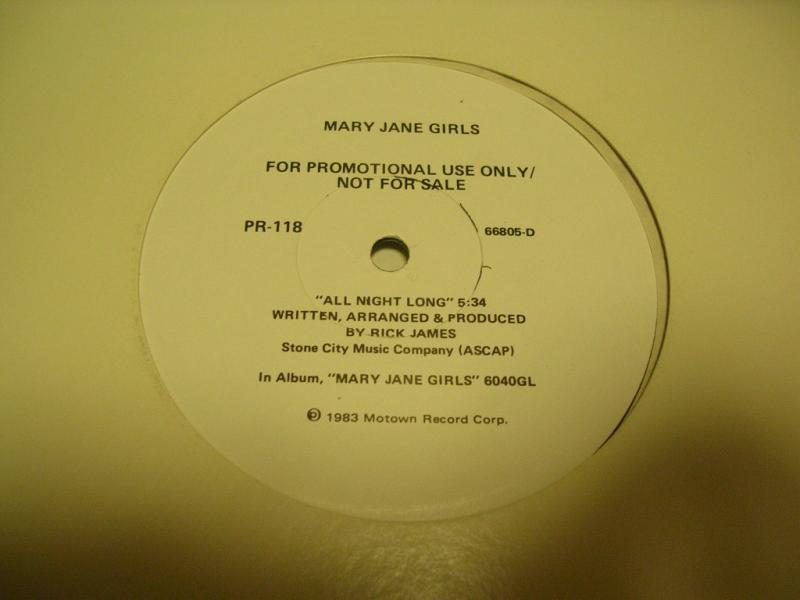 MARY JANE GIRLS
FOR PROMOTIONAL USE ONLY/
NOT FOR SALE
PR-118
66805-D
"ALL NIGHT LONG" 5:34
WRITTEN, ARRANGED & PRODUCED
BY RICK JAMES
Stone City Music Company (ASCAP)
In Album, "MARY JANE GIRLS" 6040GL
℗ 1983 Motown Record Corp.